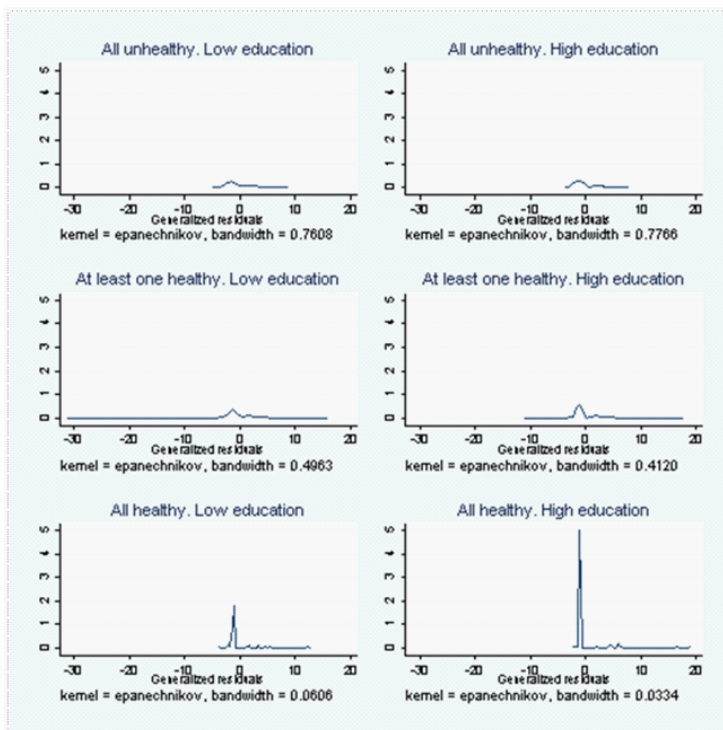 All unhealthy. Low education
5
4
3
2
1
0
-30 -20 -10 0 10 20
Generalized residuals
kernel = epanechnikov, bandwidth = 0.7608
All unhealthy. High education
5
4
3
2
1
0
-30 -20 -10 0 10 20
Generalized residuals
kernel = epanechnikov, bandwidth = 0.7766
At least one healthy. Low education
5
4
3
2
1
0
-30 -20 -10 0 10 20
Generalized residuals
kernel = epanechnikov, bandwidth = 0.4963
At least one healthy. High education
5
4
3
2
1
0
-30 -20 -10 0 10 20
Generalized residuals
kernel = epanechnikov, bandwidth = 0.4120
All healthy. Low education
5
4
3
2
1
0
-30 -20 -10 0 10 20
Generalized residuals
kernel = epanechnikov, bandwidth = 0.0606
All healthy. High education
5
4
3
2
1
0
-30 -20 -10 0 10 20
Generalized residuals
kernel = epanechnikov, bandwidth = 0.0334